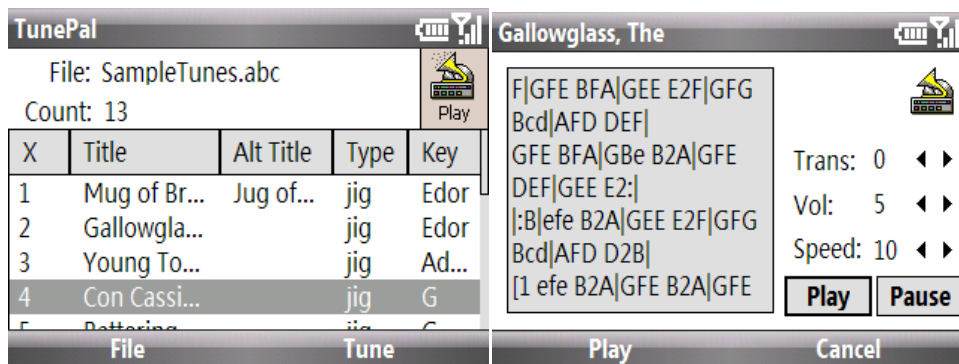 TunePal
File: SampleTunes.abc
Count: 13
Play
X Title Alt Title Type Key
1 Mug of Br... Jug of... jig Edor
2 Gallowgla... jig Edor
3 Young To... jig Ad...
4 Con Cassi... jig G
File Tune
Gallowglass, The
F|GFE BFA|GEE E2F|GFG
Bcd|AFD DEF|
GFE BFA|GBe B2A|GFE
DEF|GEE E2:|
|:B|efe B2A|GEE E2F|GFG
Bcd|AFD D2B|
[1 efe B2A|GFE B2A|GFE
Trans: 0
Vol: 5
Speed: 10
Play Pause
Play Cancel